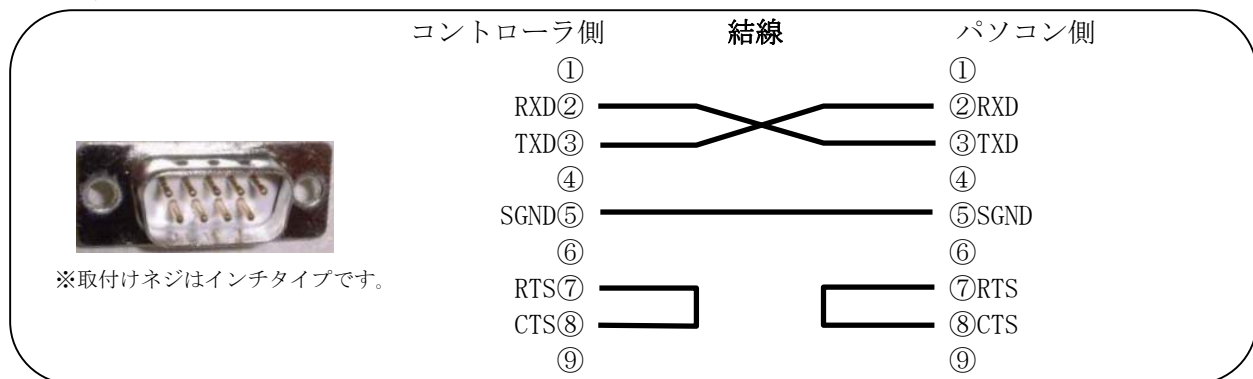 コントローラ側 結線 パソコン側
① ①
RXD② ②RXD
TXD③ ③TXD
④ ④
SGND⑤ ⑤SGND
⑥ ⑥
※取付けネジはインチタイプです。
RTS⑦ ⑦RTS
CTS⑧ ⑧CTS
⑨ ⑨